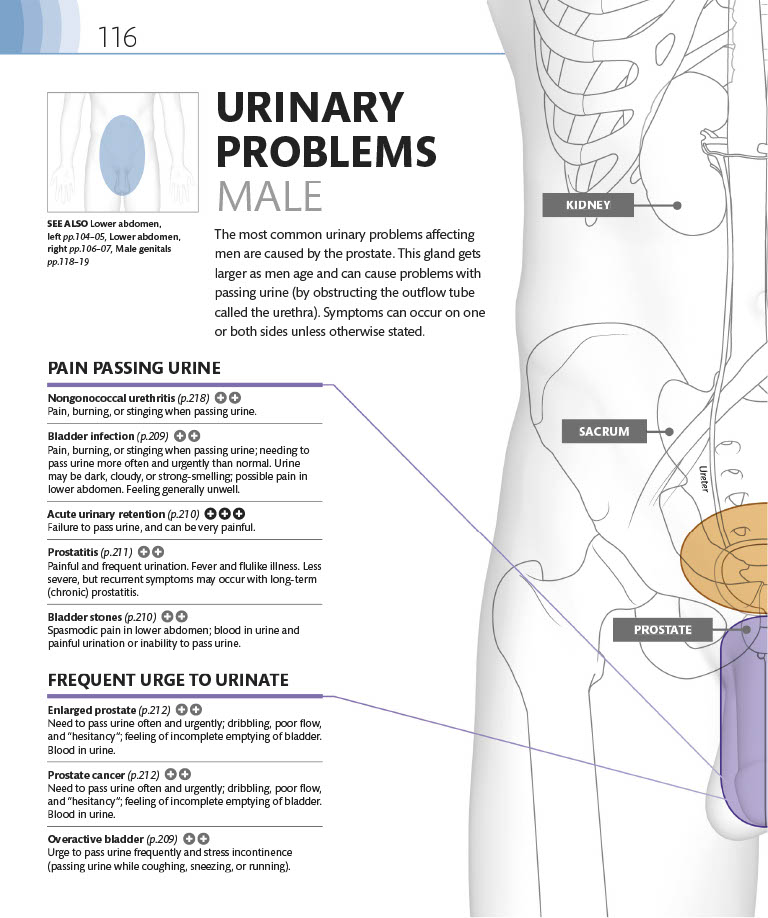 116
URINARY
PROBLEMS
MALE
SEE ALSO Lower abdomen,
left pp.104–05, Lower abdomen,
right pp.106–07, Male genitals
pp.118–19
The most common urinary problems affecting
men are caused by the prostate. This gland gets
larger as men age and can cause problems with
passing urine (by obstructing the outflow tube
called the urethra). Symptoms can occur on one
or both sides unless otherwise stated.
PAIN PASSING URINE
Nongonococcal urethritis (p.218)
Pain, burning, or stinging when passing urine.
Bladder infection (p.209)
Pain, burning, or stinging when passing urine; needing to
pass urine more often and urgently than normal. Urine
may be dark, cloudy, or strong-smelling; possible pain in
lower abdomen. Feeling generally unwell.
Acute urinary retention (p.210)
Failure to pass urine, and can be very painful.
Prostatitis (p.211)
Painful and frequent urination. Fever and flulike illness. Less
severe, but recurrent symptoms may occur with long-term
(chronic) prostatitis.
Bladder stones (p.210)
Spasmodic pain in lower abdomen; blood in urine and
painful urination or inability to pass urine.
FREQUENT URGE TO URINATE
Enlarged prostate (p.212)
Need to pass urine often and urgently; dribbling, poor flow,
and "hesitancy"; feeling of incomplete emptying of bladder.
Blood in urine.
Prostate cancer (p.212)
Need to pass urine often and urgently; dribbling, poor flow,
and "hesitancy"; feeling of incomplete emptying of bladder.
Blood in urine.
Overactive bladder (p.209)
Urge to pass urine frequently and stress incontinence
(passing urine while coughing, sneezing, or running).
KIDNEY
SACRUM
Ureter
PROSTATE